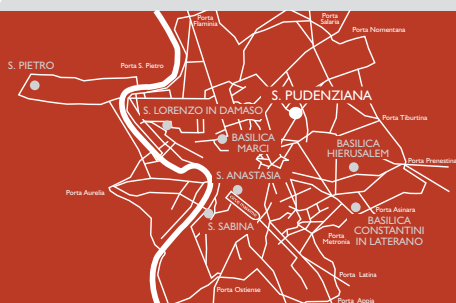 Porta
Flaminia
Porta
Salaria
Porta Nomentana
S. PIETRO
Porta S. Pietro
S. PUDENZIANA
S. LORENZO IN DAMASO
Porta Tiburtina
BASILICA
MARCI
BASILICA
HIERUSALEM
Porta Prenestina
S. ANASTASIA
Porta Aurelia
Porta Asinara
S. SABINA
BASILICA
CONSTANTINI
IN LATERANO
Porta
Metronia
Porta Latina
Porta Ostiense
Porta Appia